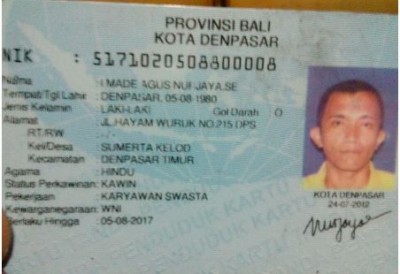 PROVINSI BALI
KOTA DENPASAR
NIK : 5171020508800008
Nama : I MADE AGUS NURJAYA,SE
Tempat/Tgl Lahir : DENPASAR, 05-08-1980
Jenis Kelamin : LAKI-LAKI Gol Darah : O
Alamat : JL.HAYAM WURUK NO.215 DPS
RT/RW : -/-
Kel/Desa : SUMERTA KELOD
Kecamatan : DENPASAR TIMUR
Agama : HINDU
Status Perkawinan: KAWIN
Pekerjaan : KARYAWAN SWASTA
Kewarganegaraan: WNI
Berlaku Hingga : 05-08-2017
KOTA DENPASAR
24-07-2012
Nurjaya